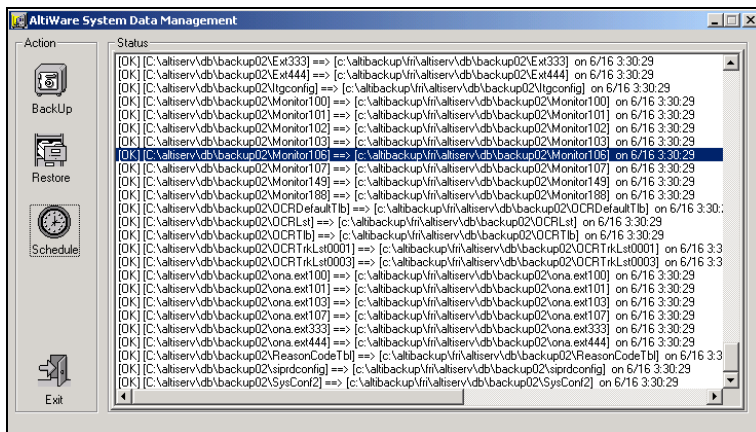 AltiWare System Data Management
Action
Status
BackUp
Restore
Schedule
Exit
[OK] [C:\altiserv\db\backup02\Ext333] ==> [c:\altibackup\fri\altiserv\db\backup02\Ext333] on 6/16 3:30:29
[OK] [C:\altiserv\db\backup02\Ext444] ==> [c:\altibackup\fri\altiserv\db\backup02\Ext444] on 6/16 3:30:29
[OK] [C:\altiserv\db\backup02\Itgconfig] ==> [c:\altibackup\fri\altiserv\db\backup02\Itgconfig] on 6/16 3:30:29
[OK] [C:\altiserv\db\backup02\Monitor100] ==> [c:\altibackup\fri\altiserv\db\backup02\Monitor100] on 6/16 3:30:29
[OK] [C:\altiserv\db\backup02\Monitor101] ==> [c:\altibackup\fri\altiserv\db\backup02\Monitor101] on 6/16 3:30:29
[OK] [C:\altiserv\db\backup02\Monitor102] ==> [c:\altibackup\fri\altiserv\db\backup02\Monitor102] on 6/16 3:30:29
[OK] [C:\altiserv\db\backup02\Monitor103] ==> [c:\altibackup\fri\altiserv\db\backup02\Monitor103] on 6/16 3:30:29
[OK] [C:\altiserv\db\backup02\Monitor106] ==> [c:\altibackup\fri\altiserv\db\backup02\Monitor106] on 6/16 3:30:29
[OK] [C:\altiserv\db\backup02\Monitor107] ==> [c:\altibackup\fri\altiserv\db\backup02\Monitor107] on 6/16 3:30:29
[OK] [C:\altiserv\db\backup02\Monitor149] ==> [c:\altibackup\fri\altiserv\db\backup02\Monitor149] on 6/16 3:30:29
[OK] [C:\altiserv\db\backup02\Monitor188] ==> [c:\altibackup\fri\altiserv\db\backup02\Monitor188] on 6/16 3:30:29
[OK] [C:\altiserv\db\backup02\OCRDefaultTlb] ==> [c:\altibackup\fri\altiserv\db\backup02\OCRDefaultTlb] on 6/16 3:30:
[OK] [C:\altiserv\db\backup02\OCRLst] ==> [c:\altibackup\fri\altiserv\db\backup02\OCRLst] on 6/16 3:30:29
[OK] [C:\altiserv\db\backup02\OCRTlb] ==> [c:\altibackup\fri\altiserv\db\backup02\OCRTlb] on 6/16 3:30:29
[OK] [C:\altiserv\db\backup02\OCRTrkLst0001] ==> [c:\altibackup\fri\altiserv\db\backup02\OCRTrkLst0001] on 6/16 3:3
[OK] [C:\altiserv\db\backup02\OCRTrkLst0003] ==> [c:\altibackup\fri\altiserv\db\backup02\OCRTrkLst0003] on 6/16 3:3
[OK] [C:\altiserv\db\backup02\ona.ext100] ==> [c:\altibackup\fri\altiserv\db\backup02\ona.ext100] on 6/16 3:30:29
[OK] [C:\altiserv\db\backup02\ona.ext101] ==> [c:\altibackup\fri\altiserv\db\backup02\ona.ext101] on 6/16 3:30:29
[OK] [C:\altiserv\db\backup02\ona.ext103] ==> [c:\altibackup\fri\altiserv\db\backup02\ona.ext103] on 6/16 3:30:29
[OK] [C:\altiserv\db\backup02\ona.ext107] ==> [c:\altibackup\fri\altiserv\db\backup02\ona.ext107] on 6/16 3:30:29
[OK] [C:\altiserv\db\backup02\ona.ext333] ==> [c:\altibackup\fri\altiserv\db\backup02\ona.ext333] on 6/16 3:30:29
[OK] [C:\altiserv\db\backup02\ona.ext444] ==> [c:\altibackup\fri\altiserv\db\backup02\ona.ext444] on 6/16 3:30:29
[OK] [C:\altiserv\db\backup02\ReasonCodeTbl] ==> [c:\altibackup\fri\altiserv\db\backup02\ReasonCodeTbl] on 6/16 3:3
[OK] [C:\altiserv\db\backup02\siprdconfig] ==> [c:\altibackup\fri\altiserv\db\backup02\siprdconfig] on 6/16 3:30:29
[OK] [C:\altiserv\db\backup02\SysConf2] ==> [c:\altibackup\fri\altiserv\db\backup02\SysConf2] on 6/16 3:30:29